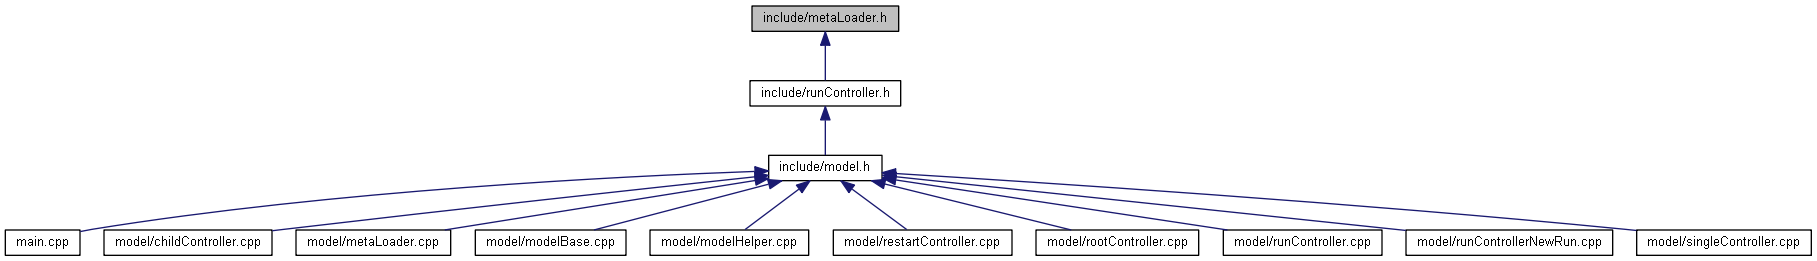 include/metaLoader.h
include/runController.h
include/model.h
main.cpp
model/childController.cpp
model/metaLoader.cpp
model/modelBase.cpp
model/modelHelper.cpp
model/restartController.cpp
model/rootController.cpp
model/runController.cpp
model/runControllerNewRun.cpp
model/singleController.cpp